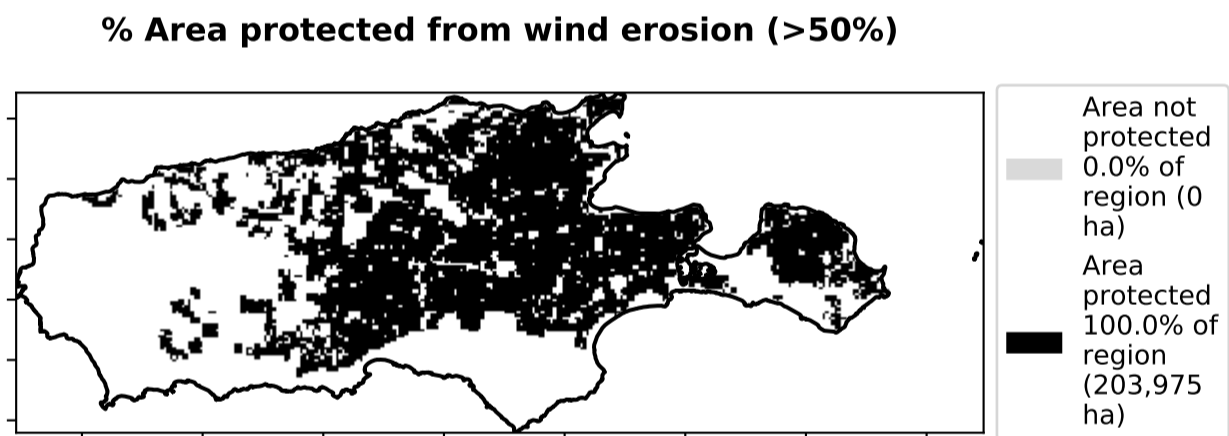 % Area protected from wind erosion (>50%)
Area not
protected
0.0% of
region (0
ha)
Area
protected
100.0% of
region
(203,975
ha)